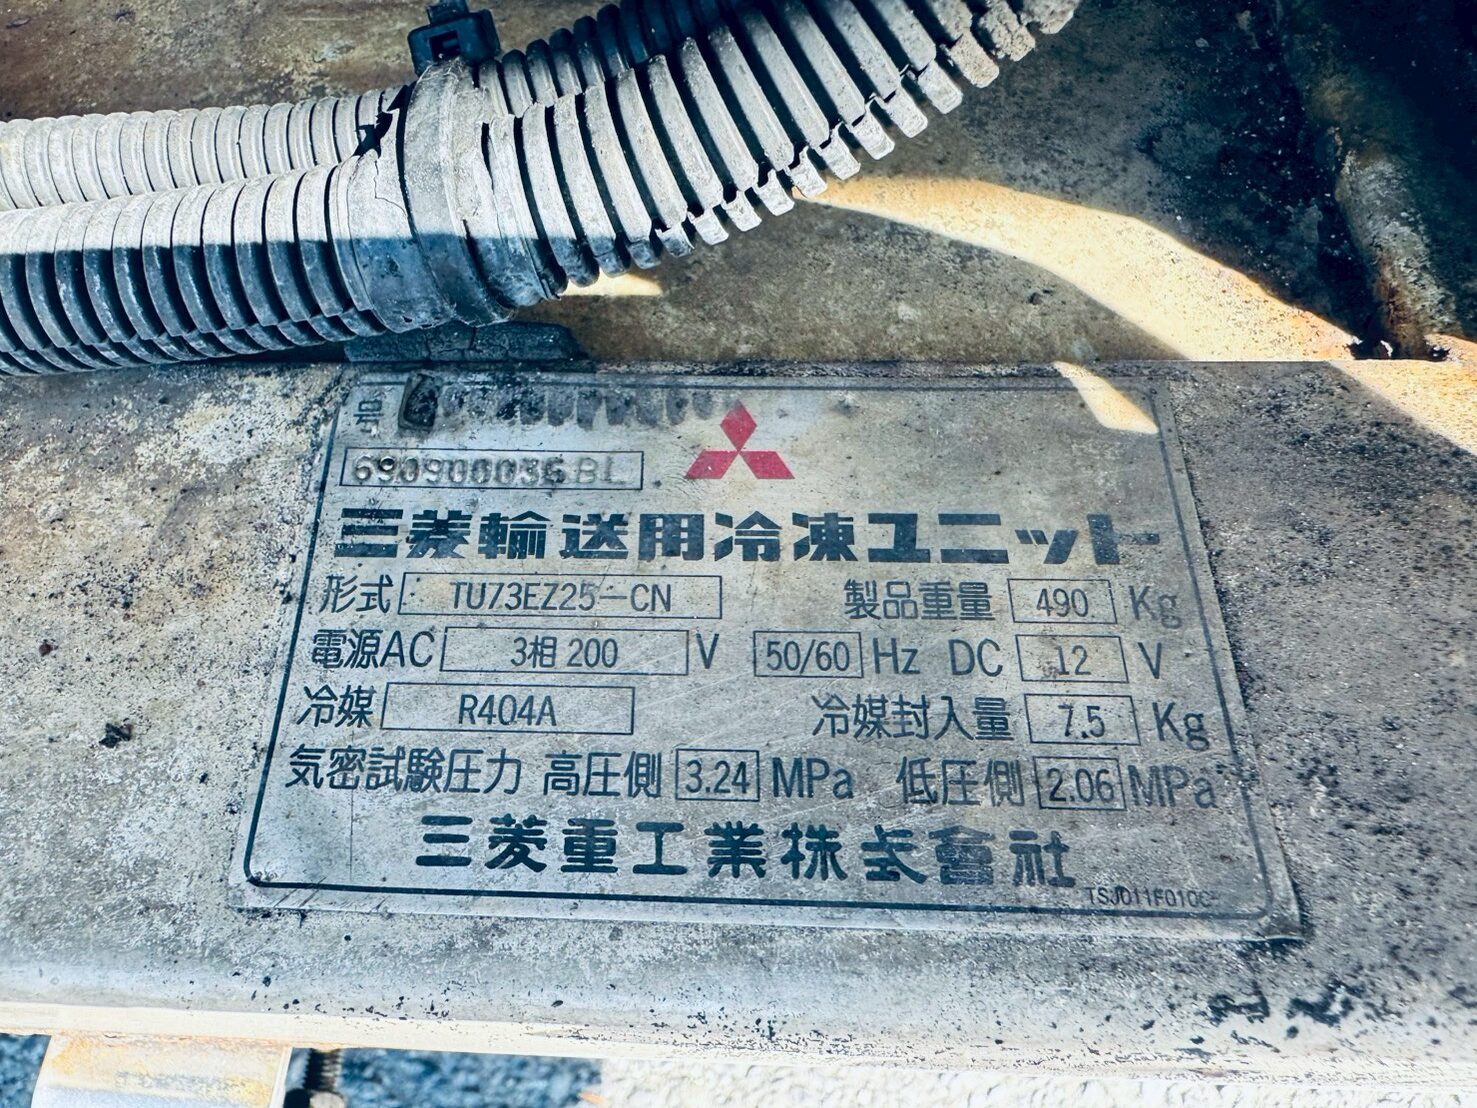 号
690900036BL
三菱輸送用冷凍ユニット
形式 TU73EZ25-CN 製品重量 490 Kg
電源AC 3相 200 V 50/60 Hz DC 12 V
冷媒 R404A 冷媒封入量 7.5 Kg
気密試験圧力 高圧側 3.24 MPa 低圧側 2.06 MPa
三菱重工業株式會社